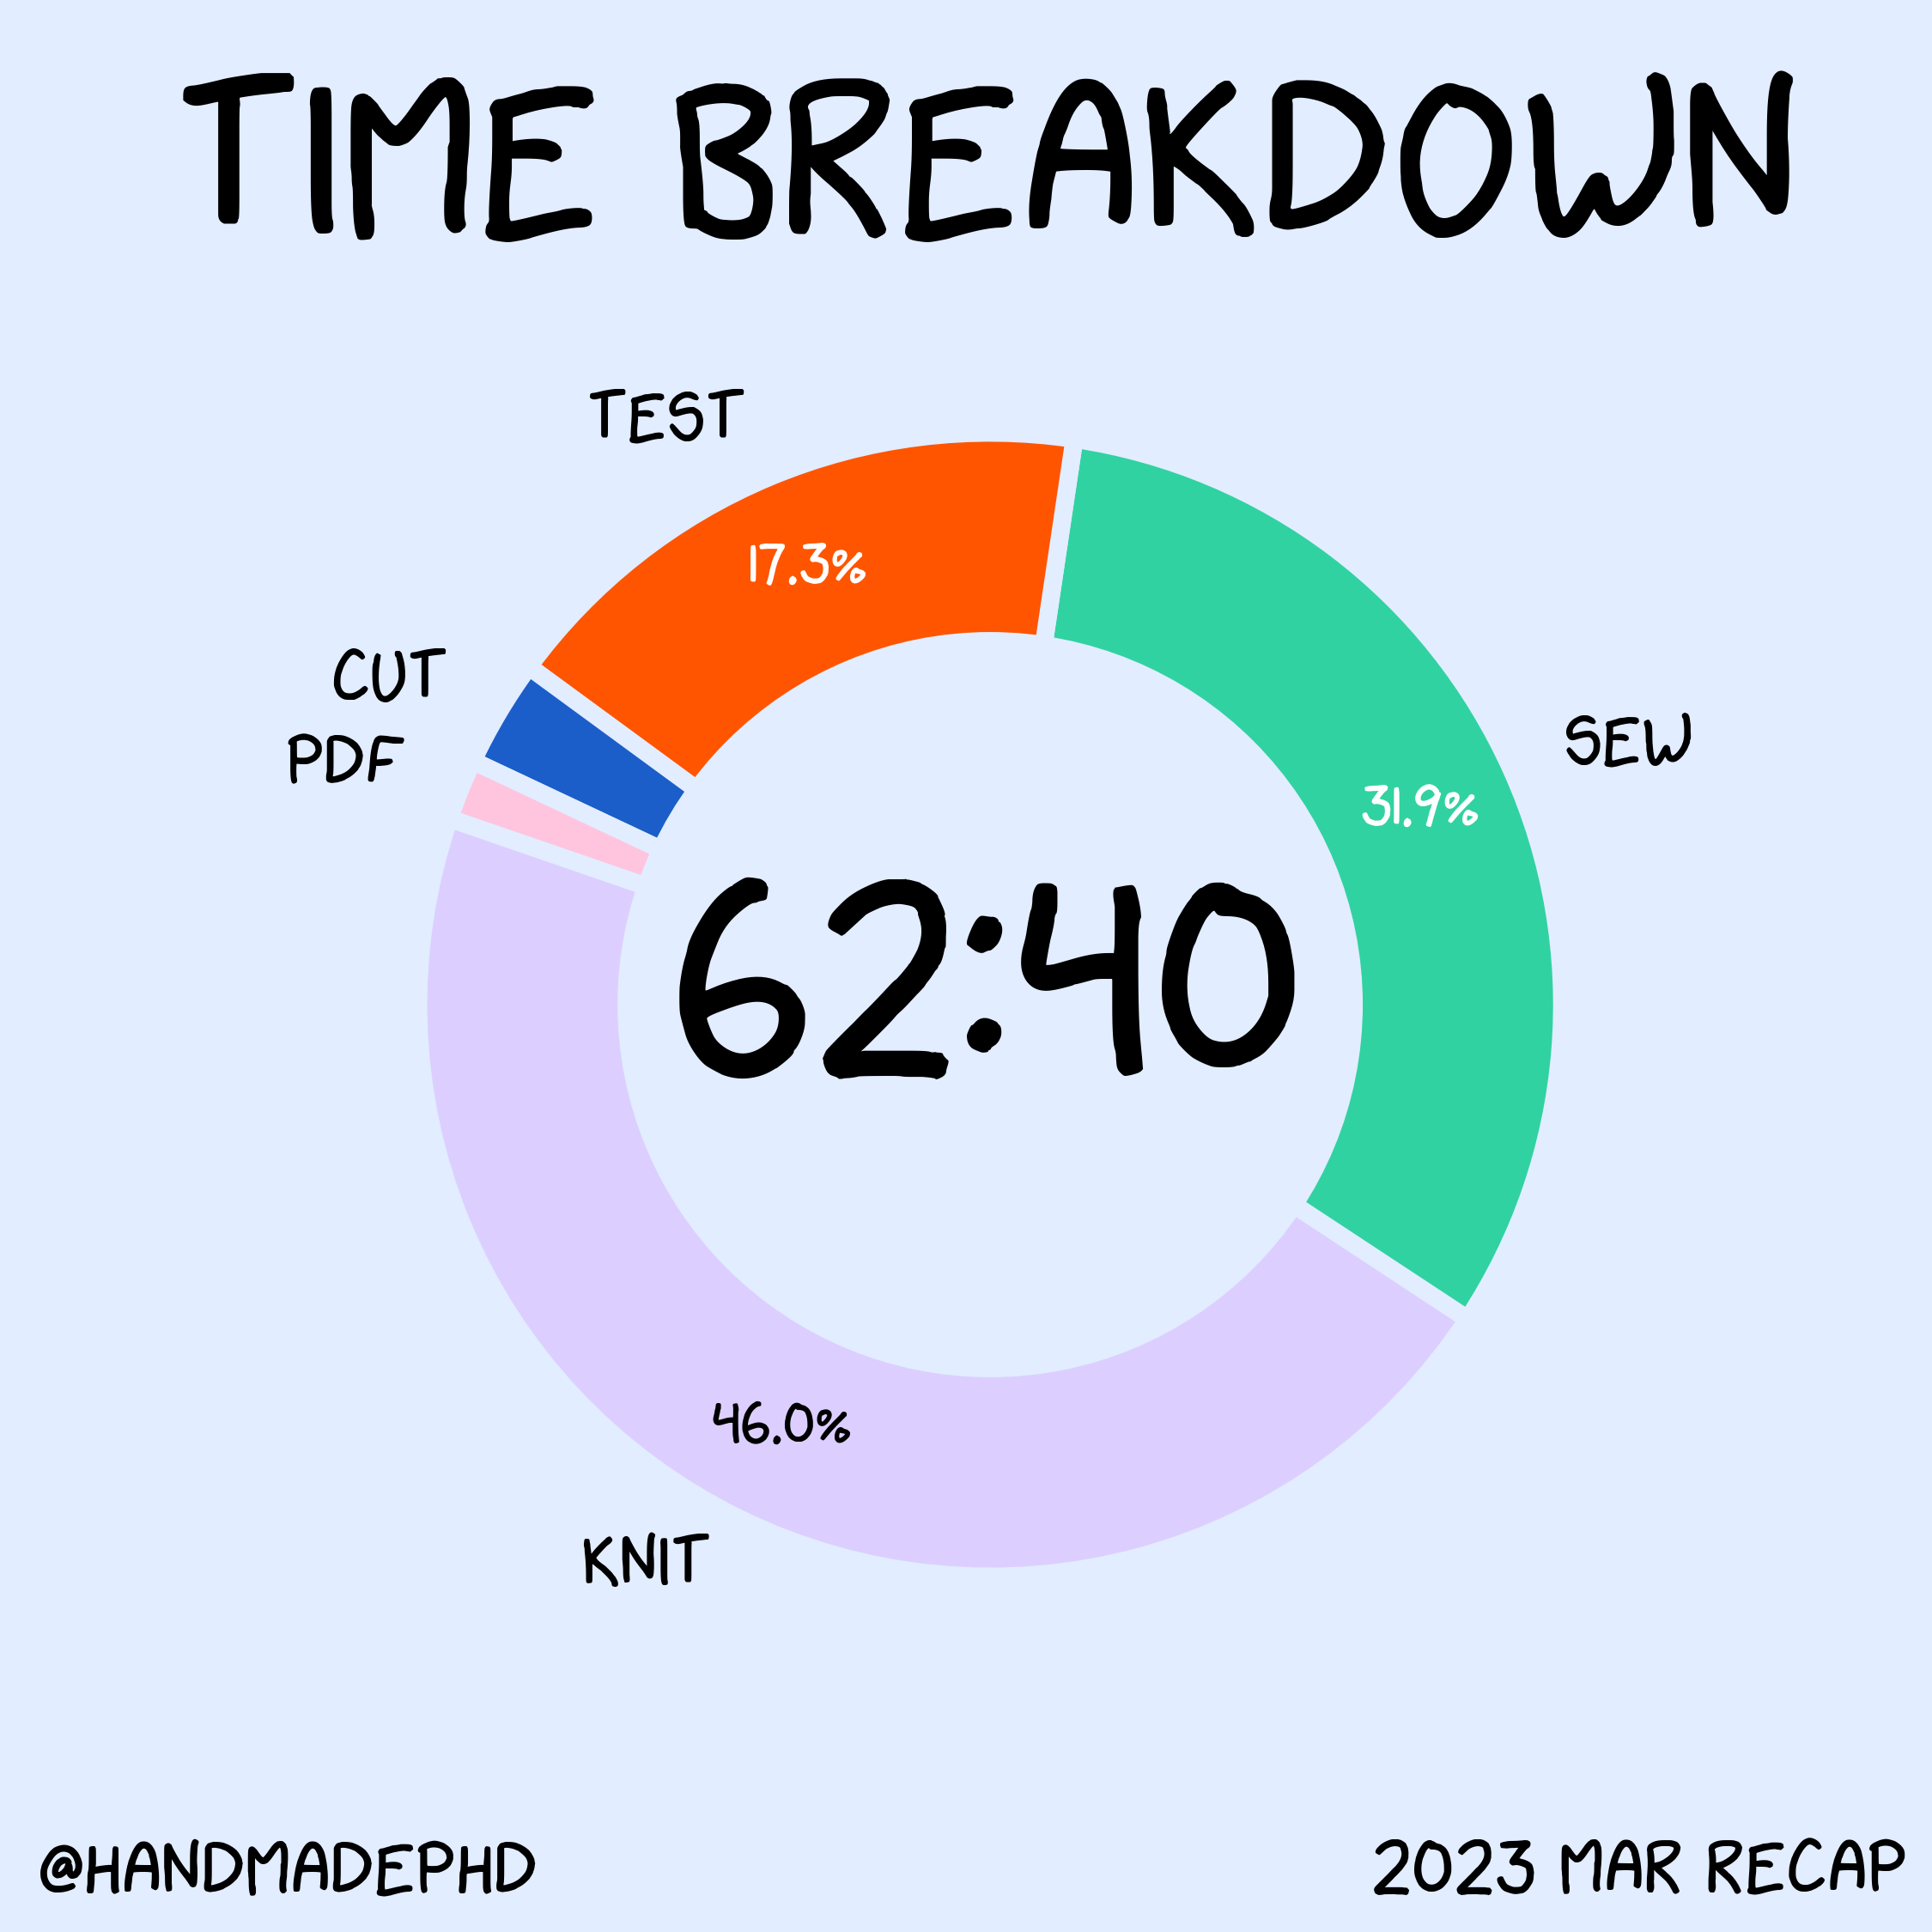 TIME BREAKDOWN
TEST
17.3%
CUT
PDF
SEW
31.9%
62:40
46.0%
KNIT
@HANDMADEPHD
2023 MAR RECAP